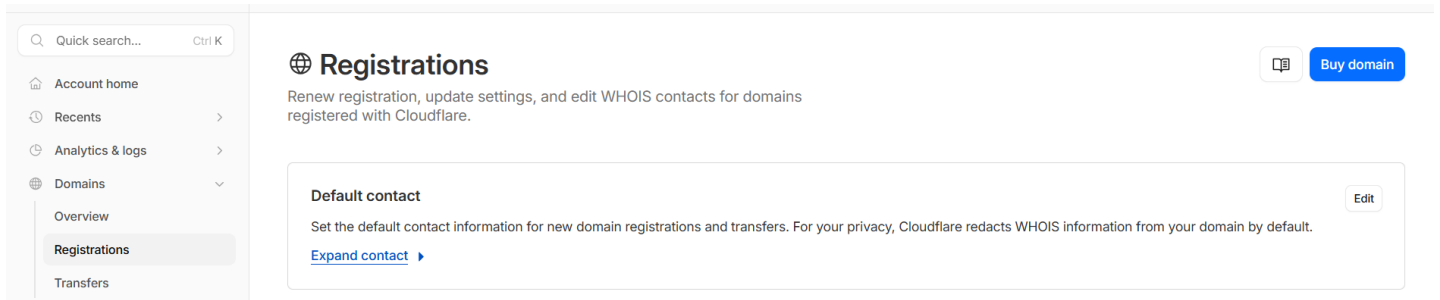 Quick search...
Ctrl K
Account home
Recents
Analytics & logs
Domains
Overview
Registrations
Transfers
Registrations
Buy domain
Renew registration, update settings, and edit WHOIS contacts for domains
registered with Cloudflare.
Default contact
Edit
Set the default contact information for new domain registrations and transfers. For your privacy, Cloudflare redacts WHOIS information from your domain by default.
Expand contact